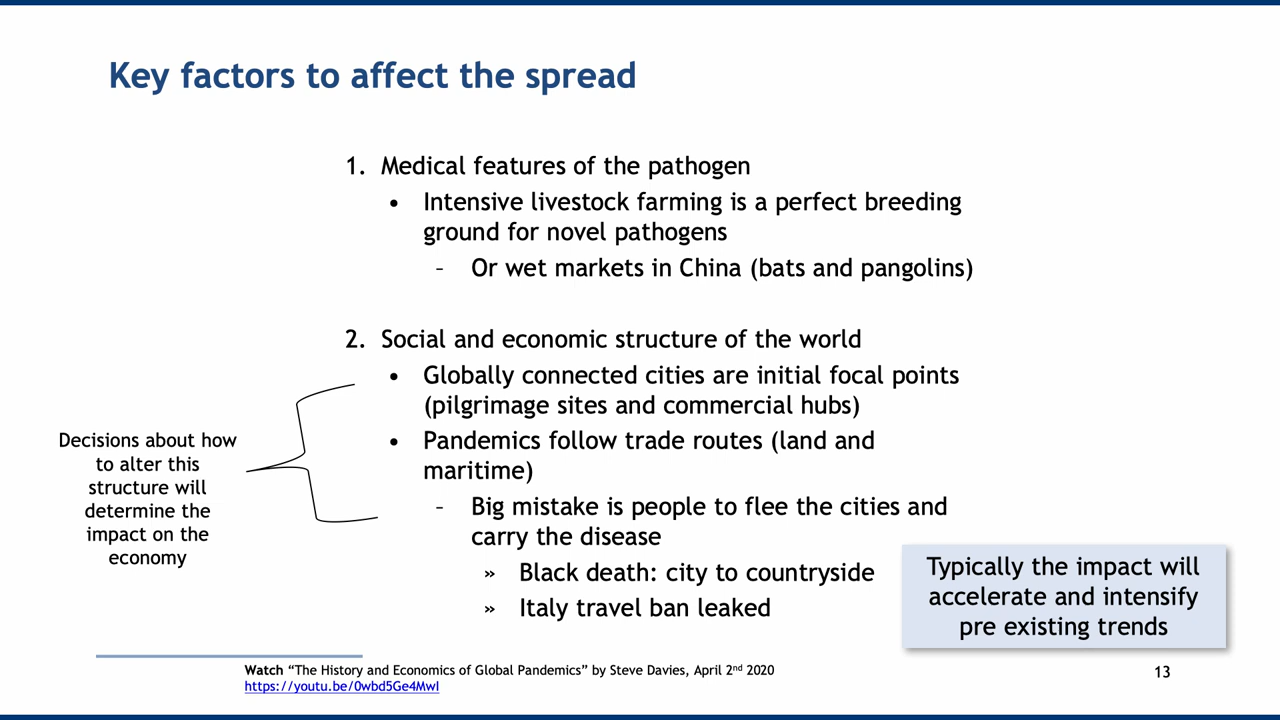 Key factors to affect the spread
1. Medical features of the pathogen
• Intensive livestock farming is a perfect breeding
ground for novel pathogens
– Or wet markets in China (bats and pangolins)
2. Social and economic structure of the world
• Globally connected cities are initial focal points
(pilgrimage sites and commercial hubs)
• Pandemics follow trade routes (land and
maritime)
– Big mistake is people to flee the cities and
carry the disease
» Black death: city to countryside
» Italy travel ban leaked
Decisions about how
to alter this
structure will
determine the
impact on the
economy
Typically the impact will
accelerate and intensify
pre existing trends
Watch “The History and Economics of Global Pandemics” by Steve Davies, April 2nd 2020
https://youtu.be/0wbd5Ge4MwI
13